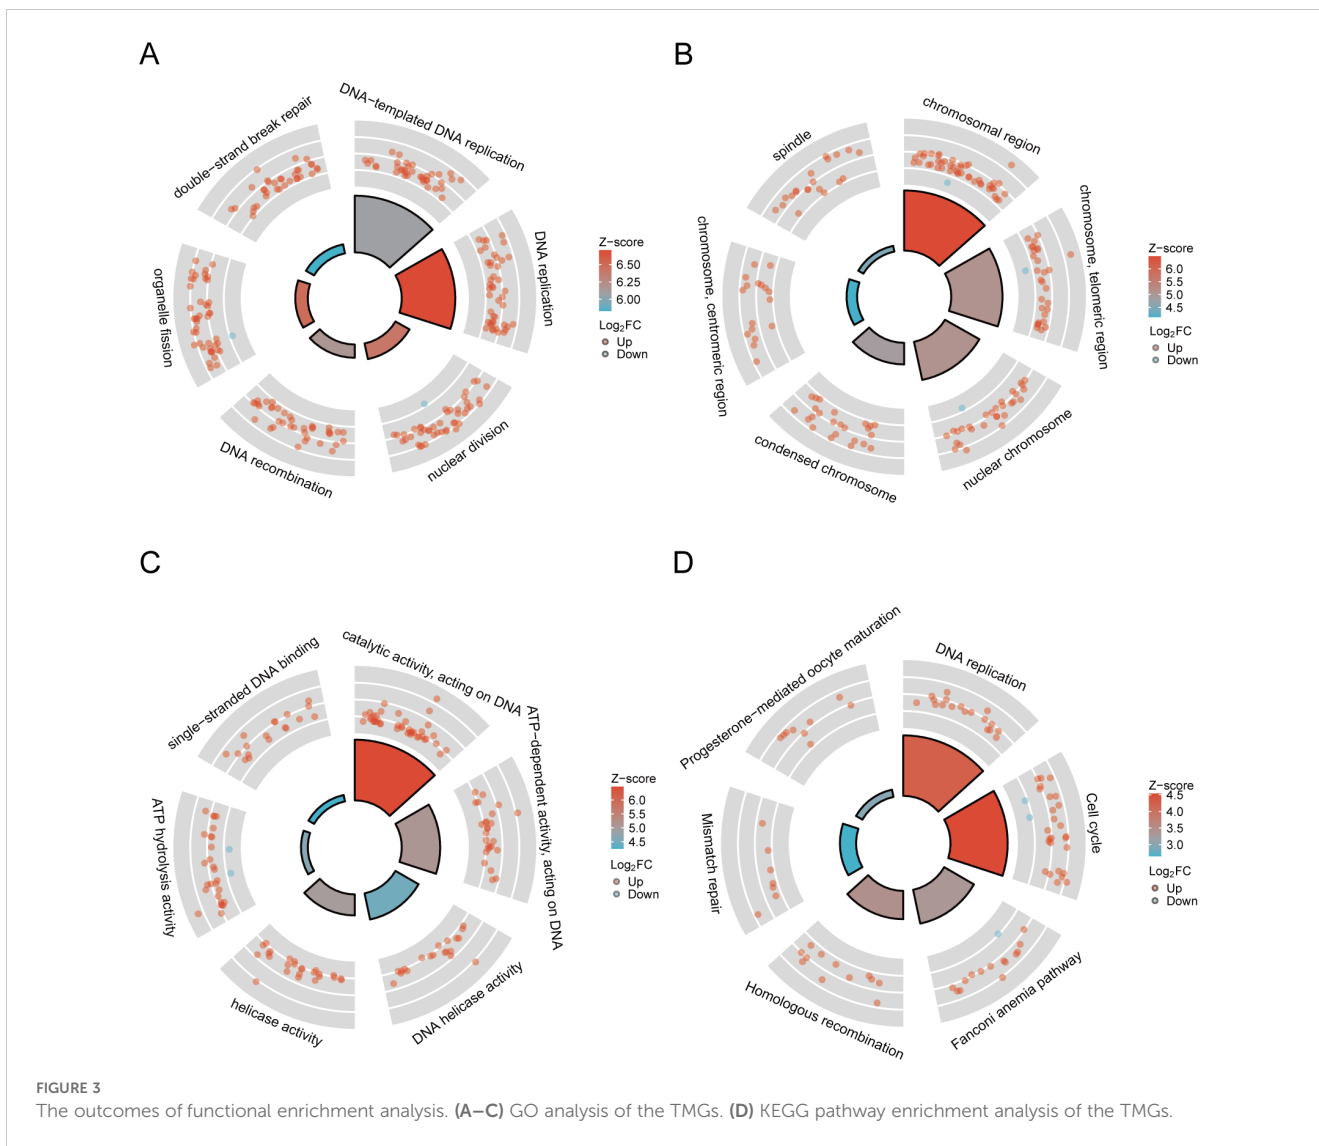 A
DNA−templated DNA replication
double−strand break repair
DNA replication
organelle fission
DNA recombination
nuclear division
Z−score
6.50
6.25
6.00
Log₂FC
Up
Down
B
chromosomal region
spindle
chromosome, telomeric region
chromosome, centromeric region
condensed chromosome
nuclear chromosome
Z−score
6.0
5.5
5.0
4.5
Log₂FC
Up
Down
C
catalytic activity, acting on DNA
single−stranded DNA binding
ATP−dependent activity, acting on DNA
ATP hydrolysis activity
helicase activity
DNA helicase activity
Z−score
6.0
5.5
5.0
4.5
Log₂FC
Up
Down
D
Progesterone−mediated oocyte maturation
DNA replication
Cell cycle
Mismatch repair
Homologous recombination
Fanconi anemia pathway
Z−score
4.5
4.0
3.5
3.0
Log₂FC
Up
Down
FIGURE 3
The outcomes of functional enrichment analysis. (A–C) GO analysis of the TMGs. (D) KEGG pathway enrichment analysis of the TMGs.